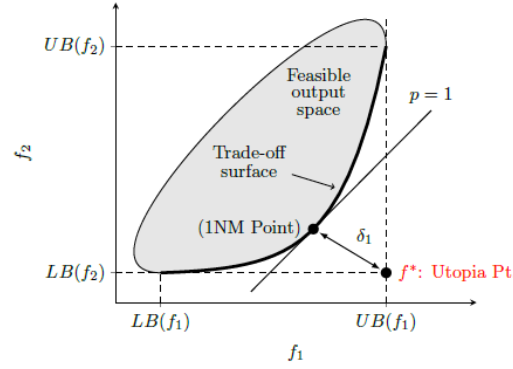 UB(f₂)
Feasible
output
space
p = 1
f₂
Trade-off
surface
(1NM Point)
δ₁
LB(f₂)
f*: Utopia Pt
LB(f₁)
UB(f₁)
f₁